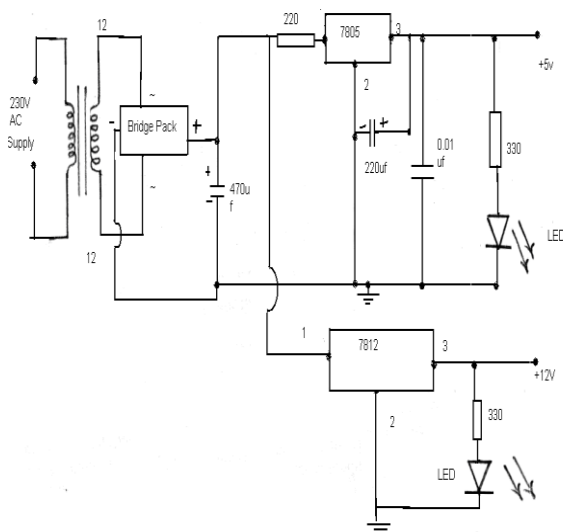 12
220
7805
3
+5v
230V
AC
Supply
~
-
Bridge Pack
+
2
- +
220uf
0.01
uf
330
+
-
470u
f
~
LED
12
1
7812
3
+12V
2
330
LED